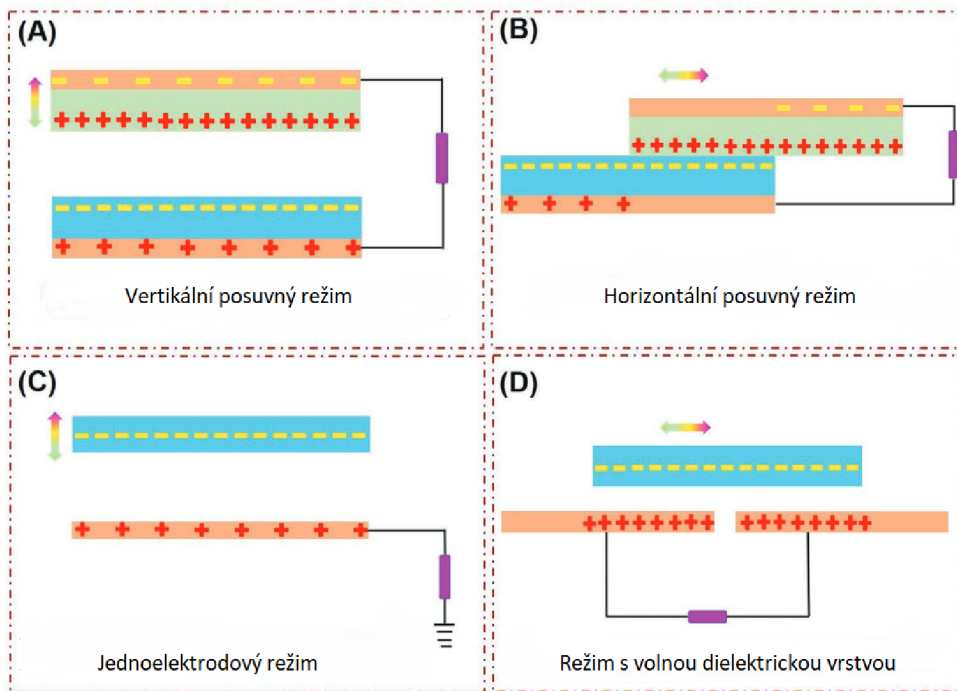 (A)
Vertikální posuvný režim
(B)
Horizontální posuvný režim
(C)
Jednoelektrodový režim
(D)
Režim s volnou dielektrickou vrstvou